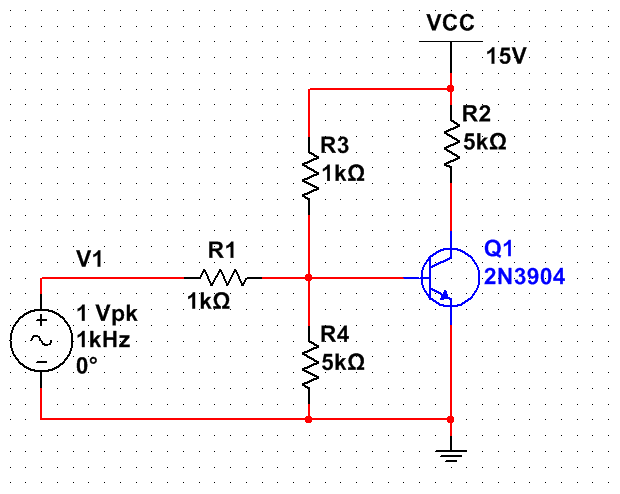 VCC
15V
R2
5kΩ
R3
1kΩ
R1
1kΩ
V1
Q1
2N3904
1 Vpk
1kHz
0°
R4
5kΩ